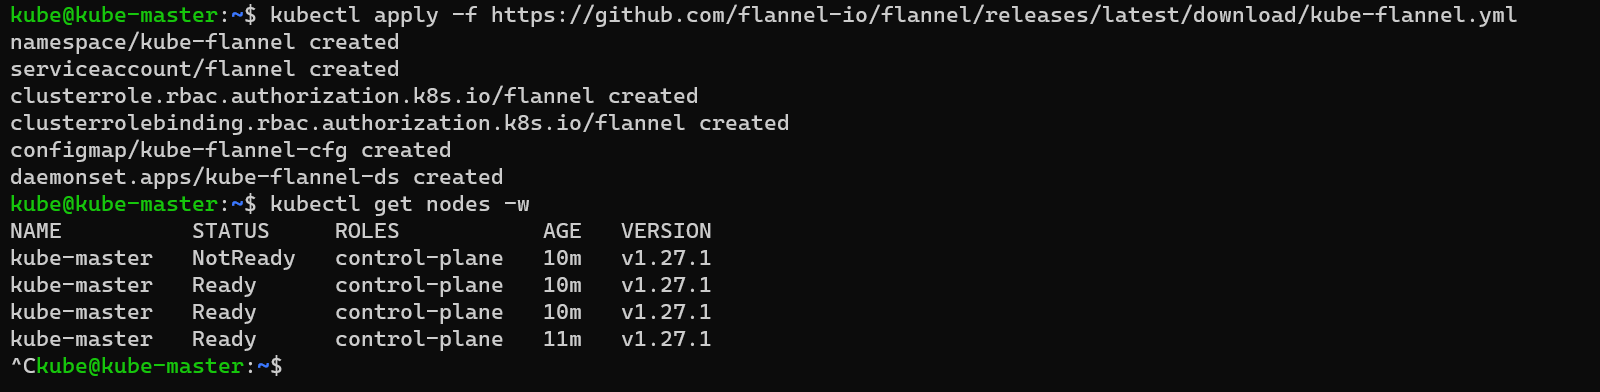 kube@kube-master:~$ kubectl apply -f https://github.com/flannel-io/flannel/releases/latest/download/kube-flannel.yml
namespace/kube-flannel created
serviceaccount/flannel created
clusterrole.rbac.authorization.k8s.io/flannel created
clusterrolebinding.rbac.authorization.k8s.io/flannel created
configmap/kube-flannel-cfg created
daemonset.apps/kube-flannel-ds created
kube@kube-master:~$ kubectl get nodes -w
NAME          STATUS     ROLES           AGE   VERSION
kube-master   NotReady   control-plane   10m   v1.27.1
kube-master   Ready      control-plane   10m   v1.27.1
kube-master   Ready      control-plane   10m   v1.27.1
kube-master   Ready      control-plane   11m   v1.27.1
^Ckube@kube-master:~$